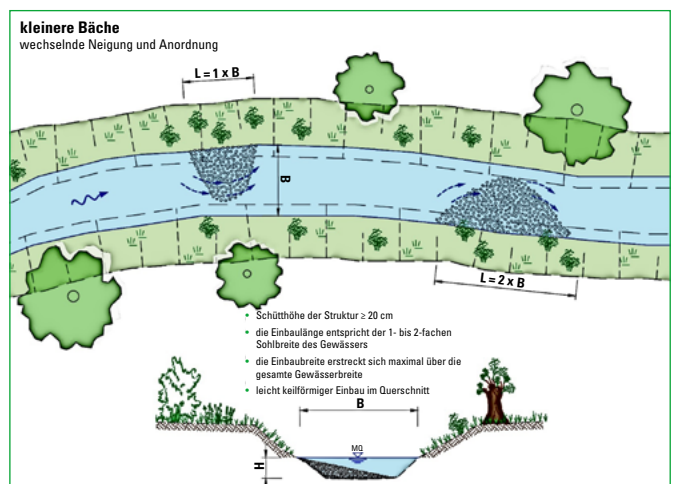 kleinere Bäche
wechselnde Neigung und Anordnung
L = 1 x B
B
L = 2 x B
• Schütthöhe der Struktur ≥ 20 cm
• die Einbaulänge entspricht der 1- bis 2-fachen
Sohlbreite des Gewässers
• die Einbaubreite erstreckt sich maximal über die
gesamte Gewässerbreite
• leicht keilförmiger Einbau im Querschnitt
B
MQ
H